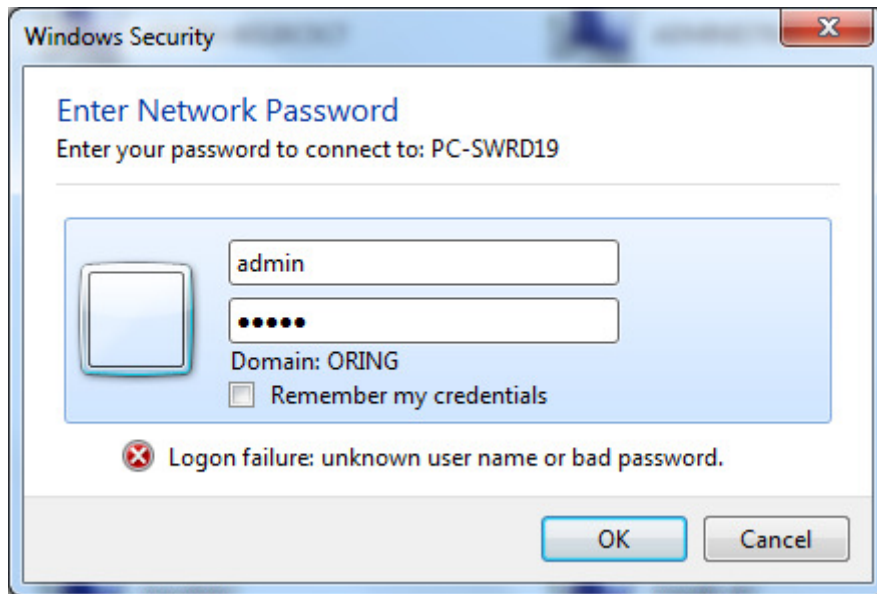 Windows Security
Enter Network Password
Enter your password to connect to: PC-SWRD19
admin
•••••
Domain: ORING
Remember my credentials
Logon failure: unknown user name or bad password.
OK
Cancel